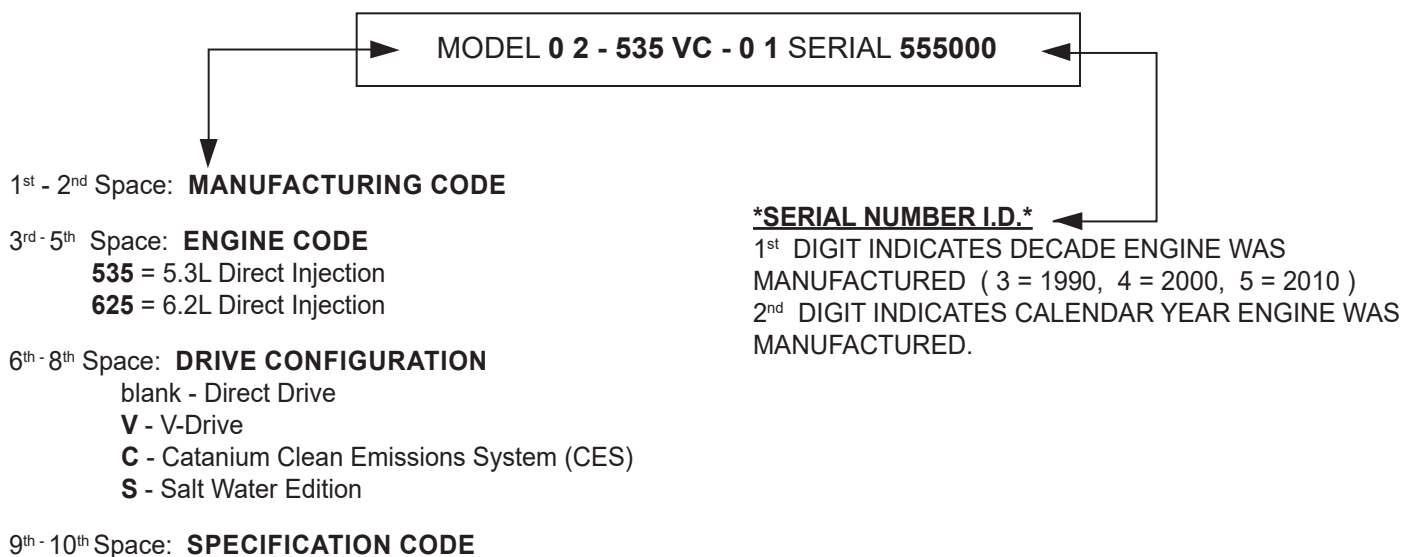 MODEL 0 2 - 535 VC - 0 1 SERIAL 555000
1st - 2nd Space: MANUFACTURING CODE
3rd - 5th Space: ENGINE CODE
535 = 5.3L Direct Injection
625 = 6.2L Direct Injection
6th - 8th Space: DRIVE CONFIGURATION
blank - Direct Drive
V - V-Drive
C - Catanium Clean Emissions System (CES)
S - Salt Water Edition
9th - 10th Space: SPECIFICATION CODE
*SERIAL NUMBER I.D.*
1st DIGIT INDICATES DECADE ENGINE WAS
MANUFACTURED ( 3 = 1990, 4 = 2000, 5 = 2010 )
2nd DIGIT INDICATES CALENDAR YEAR ENGINE WAS
MANUFACTURED.